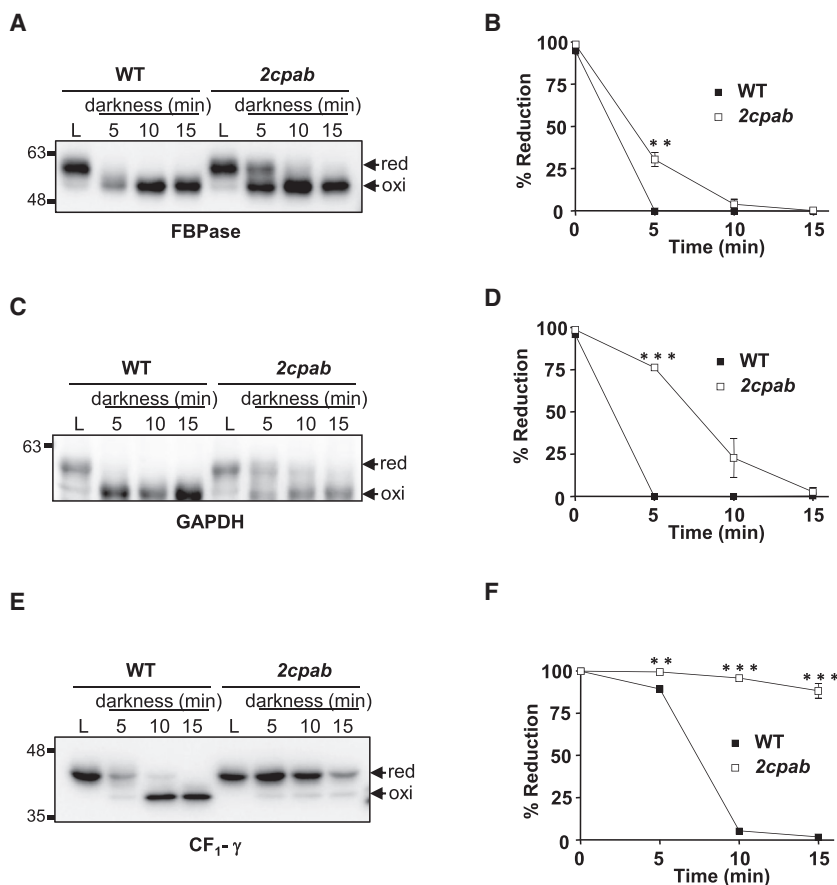 A
WT 2cpab
darkness (min) darkness (min)
L 5 10 15 L 5 10 15
63
48
red
oxi
FBPase
B
% Reduction
100
75
50
25
0
**
WT
2cpab
0 5 10 15
Time (min)
C
WT 2cpab
darkness (min) darkness (min)
L 5 10 15 L 5 10 15
63
red
oxi
GAPDH
D
% Reduction
100
75
50
25
0
***
WT
2cpab
0 5 10 15
Time (min)
E
WT 2cpab
darkness (min) darkness (min)
L 5 10 15 L 5 10 15
48
35
red
oxi
CF₁- γ
F
% Reduction
100
75
50
25
0
** *** ***
WT
2cpab
0 5 10 15
Time (min)